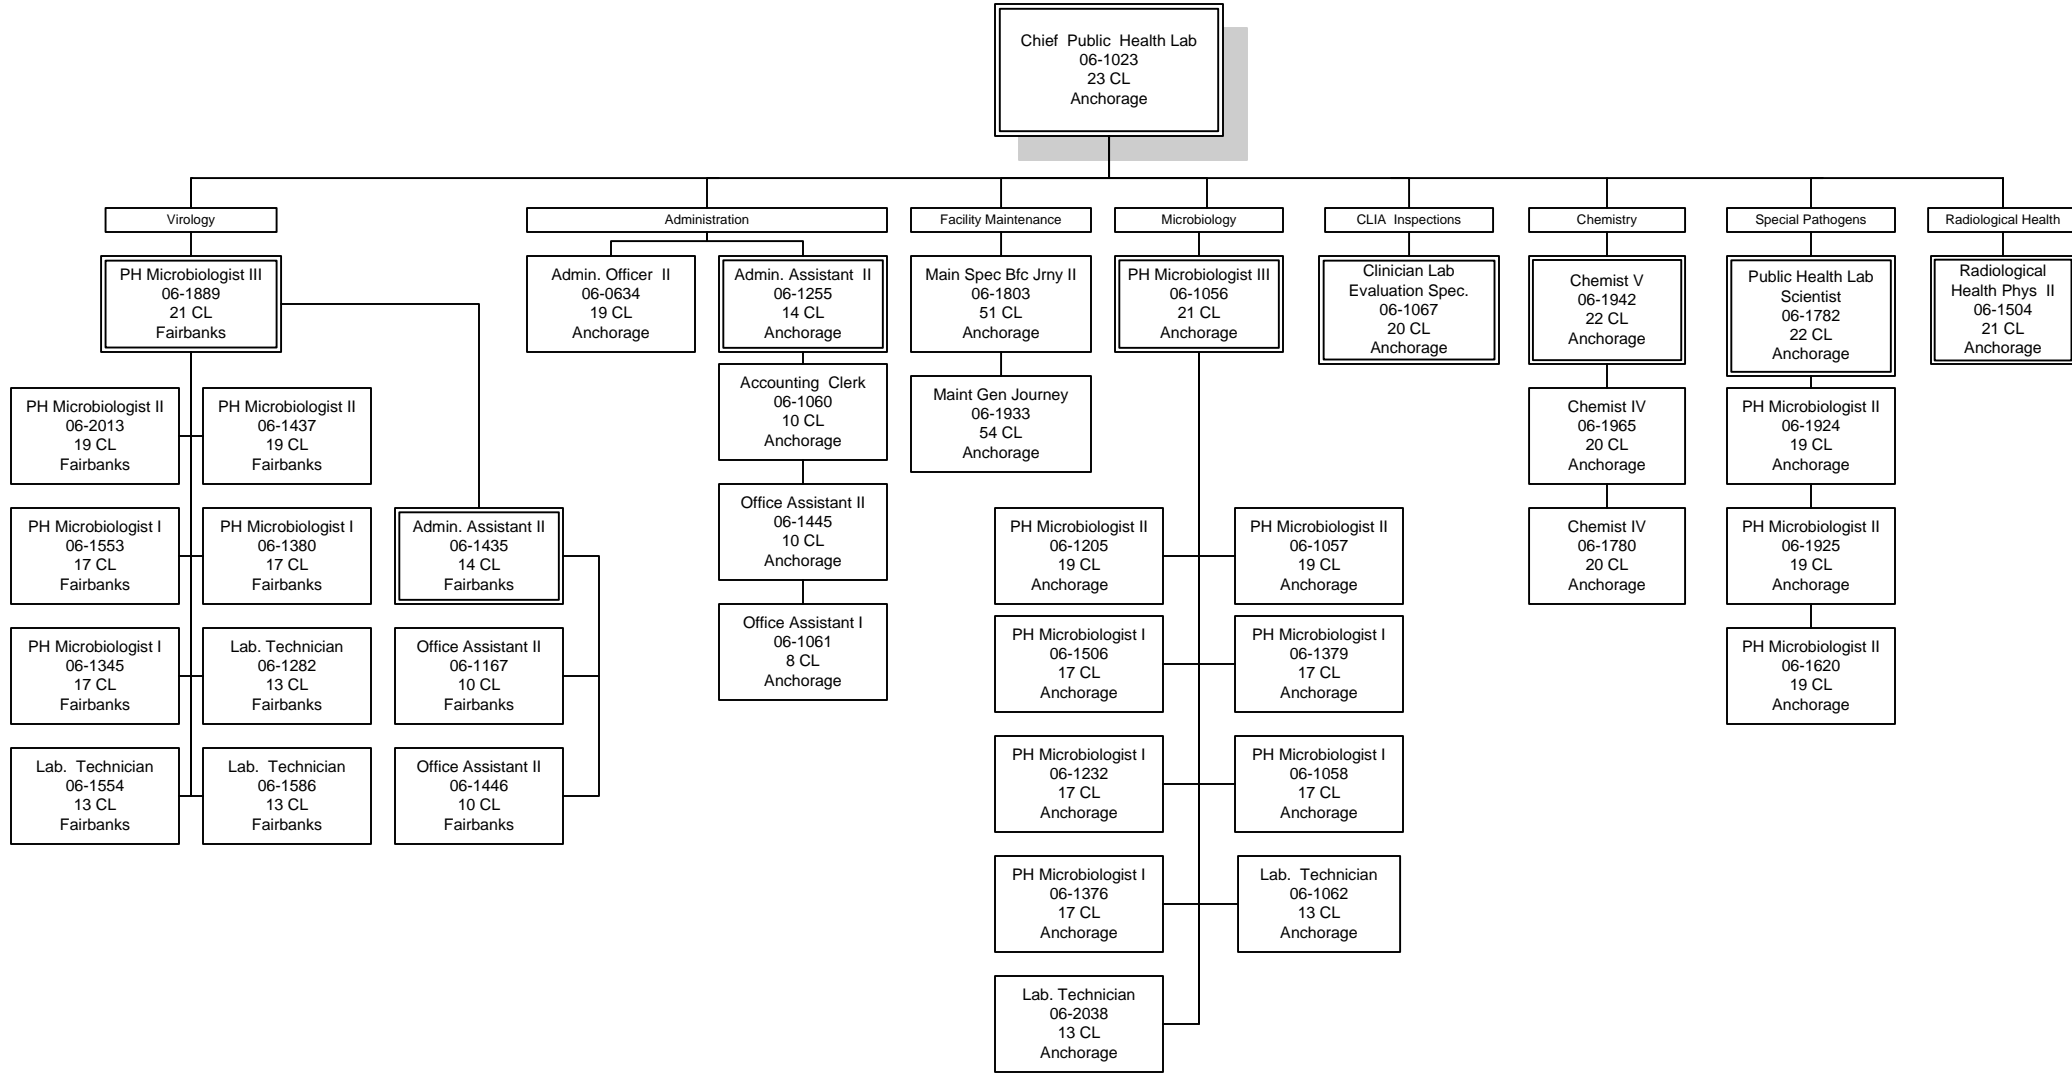 Chief Public Health Lab
06-1023
23 CL
Anchorage
Virology
Administration
Facility Maintenance
Microbiology
CLIA Inspections
Chemistry
Special Pathogens
Radiological Health
PH Microbiologist III
06-1889
21 CL
Fairbanks
Admin. Officer II
06-0634
19 CL
Anchorage
Admin. Assistant II
06-1255
14 CL
Anchorage
Main Spec Bfc Jrny II
06-1803
51 CL
Anchorage
PH Microbiologist III
06-1056
21 CL
Anchorage
Clinician Lab
Evaluation Spec.
06-1067
20 CL
Anchorage
Chemist V
06-1942
22 CL
Anchorage
Public Health Lab
Scientist
06-1782
22 CL
Anchorage
Radiological
Health Phys II
06-1504
21 CL
Anchorage
PH Microbiologist II
06-2013
19 CL
Fairbanks
PH Microbiologist II
06-1437
19 CL
Fairbanks
Accounting Clerk
06-1060
10 CL
Anchorage
Maint Gen Journey
06-1933
54 CL
Anchorage
Chemist IV
06-1965
20 CL
Anchorage
PH Microbiologist II
06-1924
19 CL
Anchorage
PH Microbiologist I
06-1553
17 CL
Fairbanks
PH Microbiologist I
06-1380
17 CL
Fairbanks
Admin. Assistant II
06-1435
14 CL
Fairbanks
Office Assistant II
06-1445
10 CL
Anchorage
PH Microbiologist II
06-1205
19 CL
Anchorage
PH Microbiologist II
06-1057
19 CL
Anchorage
Chemist IV
06-1780
20 CL
Anchorage
PH Microbiologist II
06-1925
19 CL
Anchorage
PH Microbiologist I
06-1345
17 CL
Fairbanks
Lab. Technician
06-1282
13 CL
Fairbanks
Office Assistant II
06-1167
10 CL
Fairbanks
Office Assistant I
06-1061
8 CL
Anchorage
PH Microbiologist I
06-1506
17 CL
Anchorage
PH Microbiologist I
06-1379
17 CL
Anchorage
PH Microbiologist II
06-1620
19 CL
Anchorage
Lab. Technician
06-1554
13 CL
Fairbanks
Lab. Technician
06-1586
13 CL
Fairbanks
Office Assistant II
06-1446
10 CL
Fairbanks
PH Microbiologist I
06-1232
17 CL
Anchorage
PH Microbiologist I
06-1058
17 CL
Anchorage
PH Microbiologist I
06-1376
17 CL
Anchorage
Lab. Technician
06-1062
13 CL
Anchorage
Lab. Technician
06-2038
13 CL
Anchorage